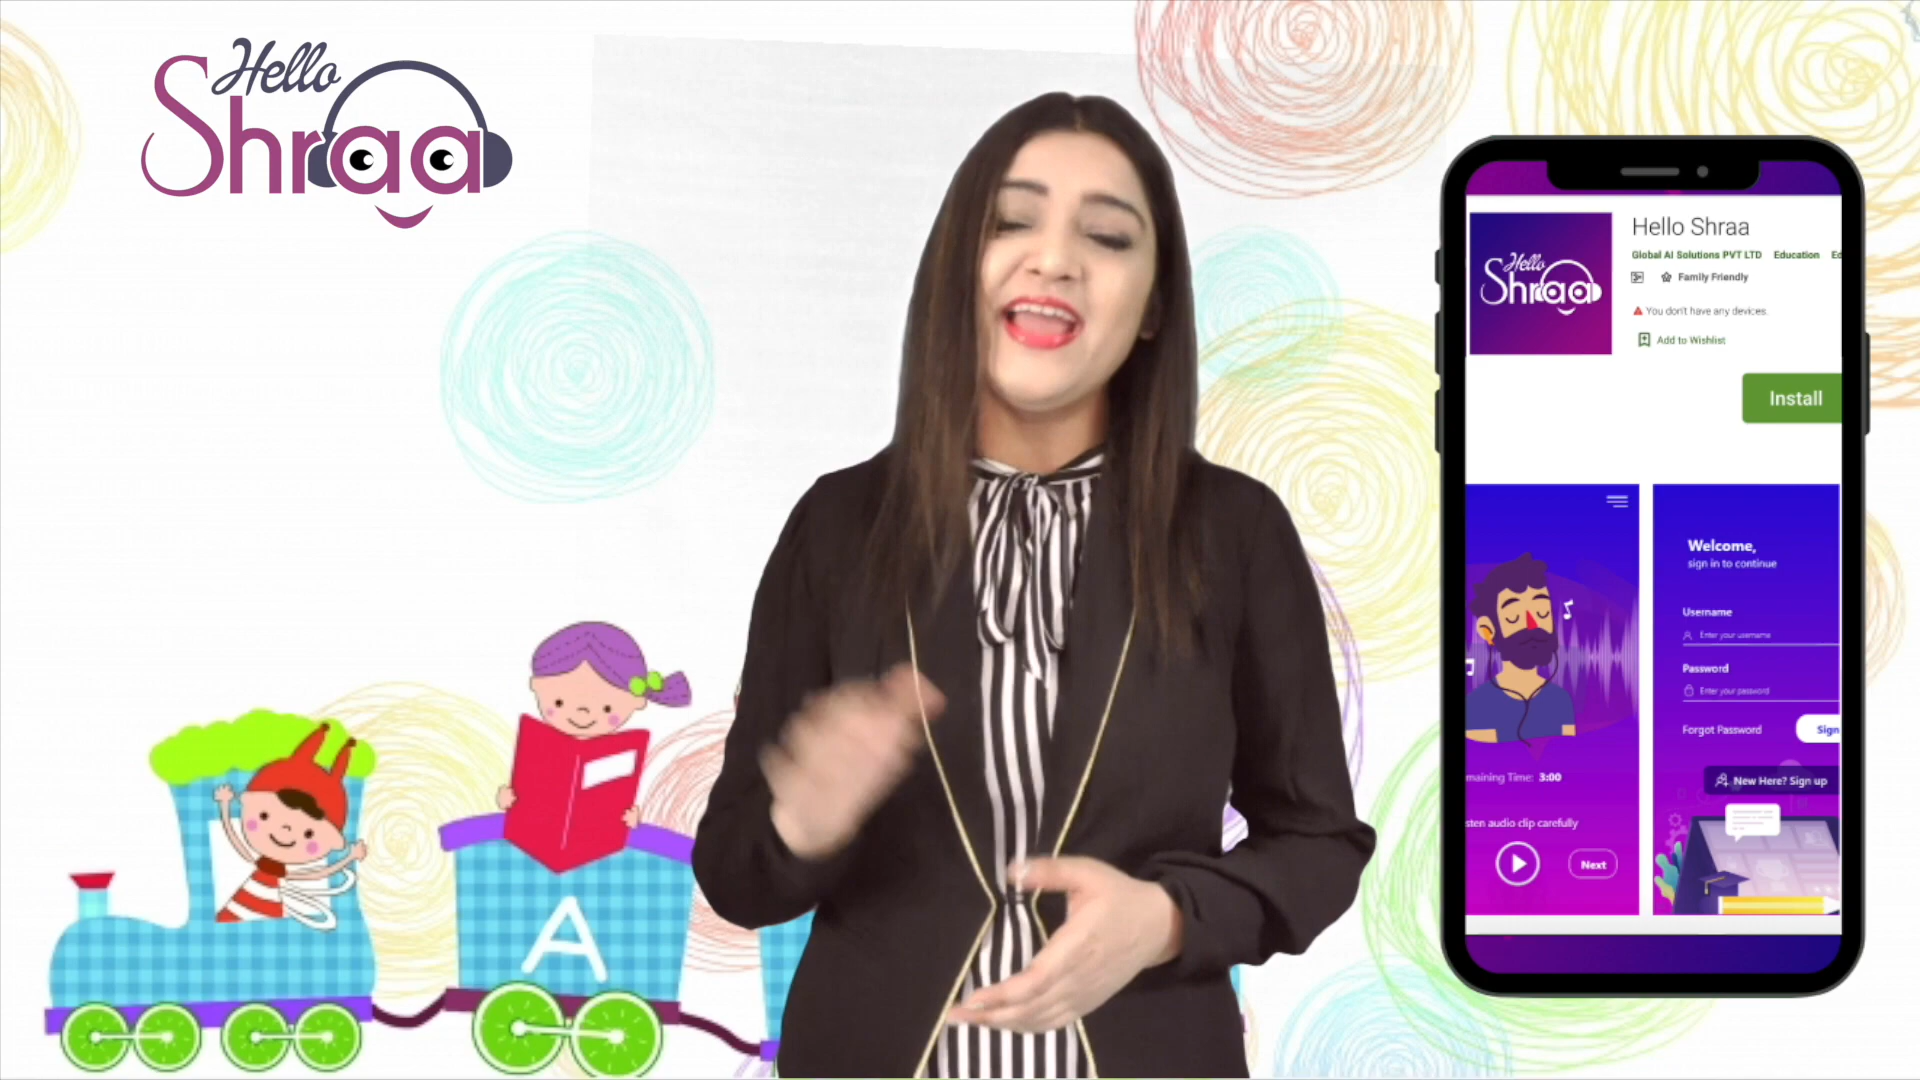 Hello
Shraa
A
Hello Shraa
Global AI Solutions PVT LTD Education Ed
Family Friendly
You don't have any devices.
Add to Wishlist
Install
Hello
Shraa
Welcome,
sign in to continue
Username
Enter your username
Password
Enter your password
Forgot Password
Sign
New Here? Sign up
maining Time: 3:00
sten audio clip carefully
Next